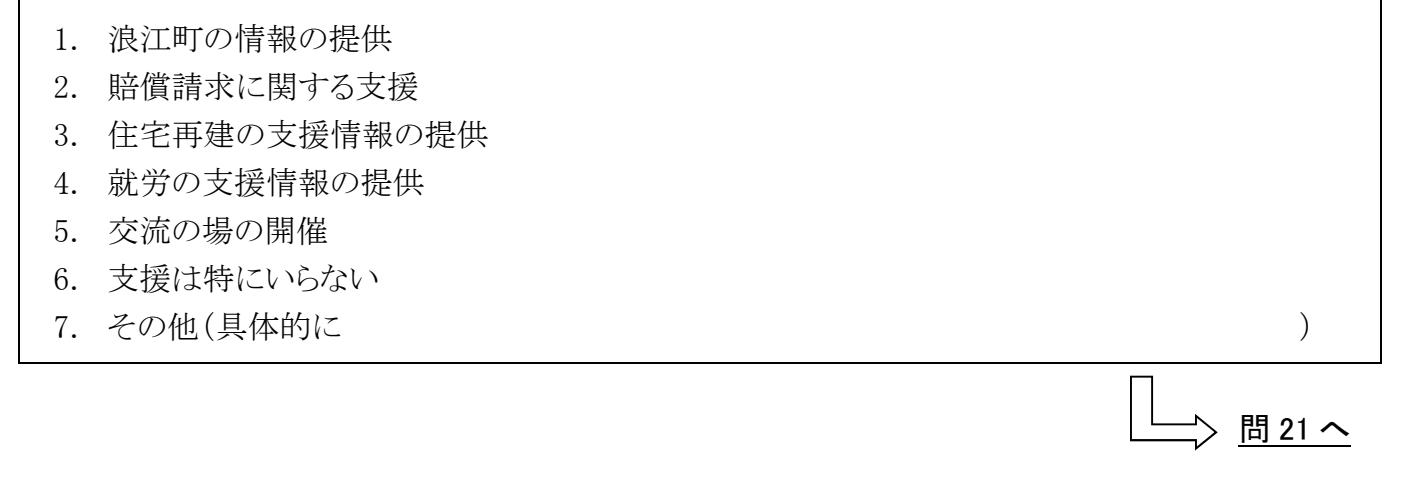 1. 浪江町の情報の提供
2. 賠償請求に関する支援
3. 住宅再建の支援情報の提供
4. 就労の支援情報の提供
5. 交流の場の開催
6. 支援は特にいらない
7. その他(具体的に　　　　　　　　　　)
問 21 へ